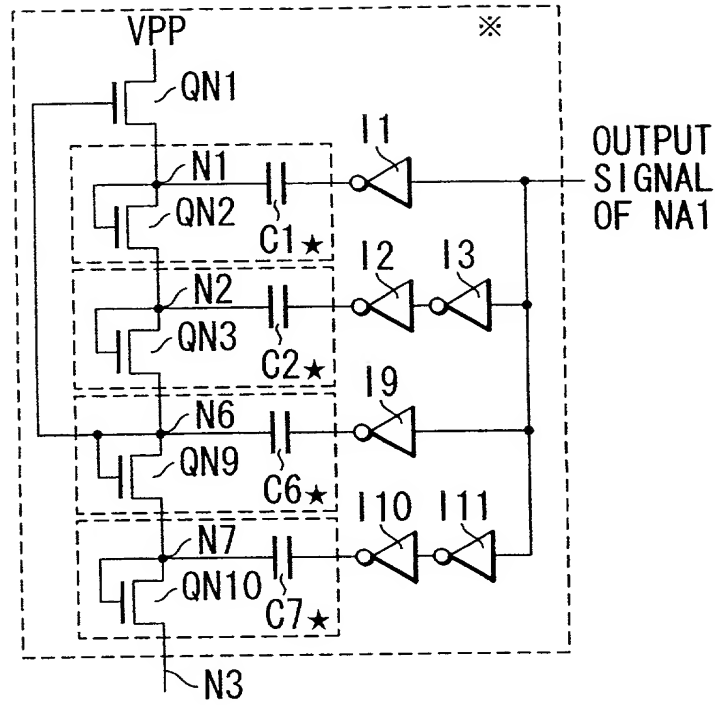 VPP
※
QN1
I1
OUTPUT
SIGNAL
OF NA1
N1
QN2
C1★
I2
I3
N2
QN3
C2★
I9
N6
QN9
C6★
I10
I11
N7
QN10
C7★
N3